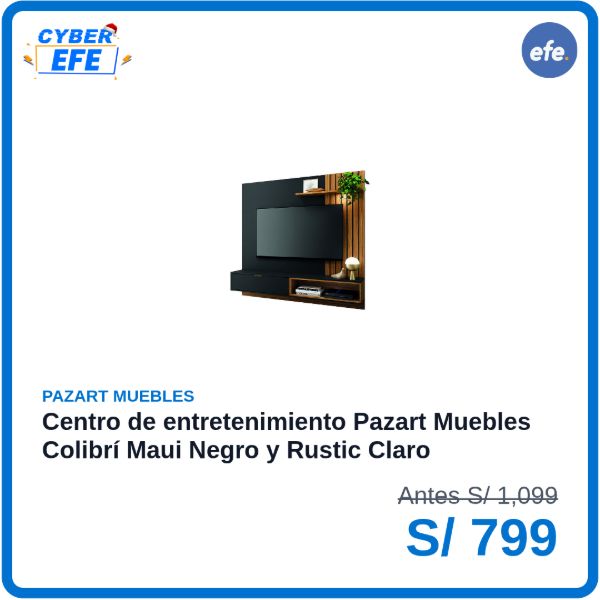 CYBER
EFE
efe.
PAZART MUEBLES
Centro de entretenimiento Pazart Muebles
Colibrí Maui Negro y Rustic Claro
Antes S/ 1,099
S/ 799